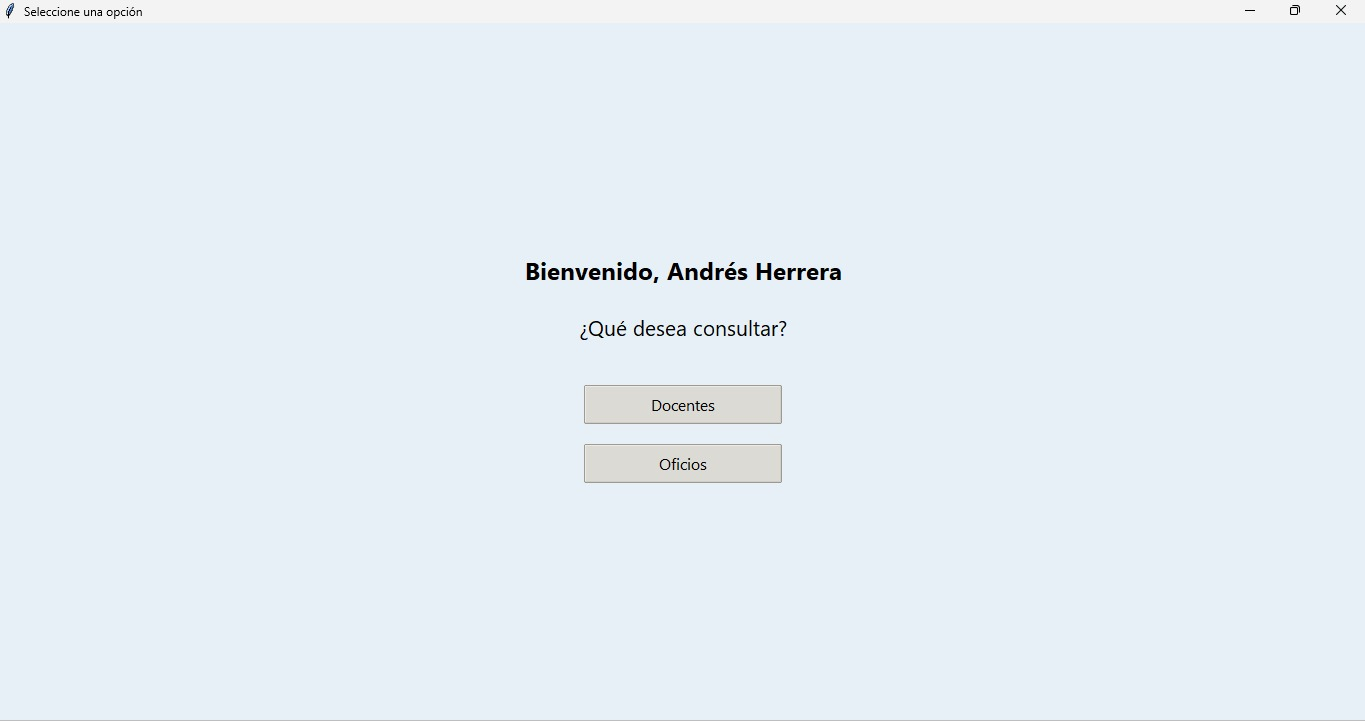 Seleccione una opción
Bienvenido, Andrés Herrera
¿Qué desea consultar?
Docentes
Oficios